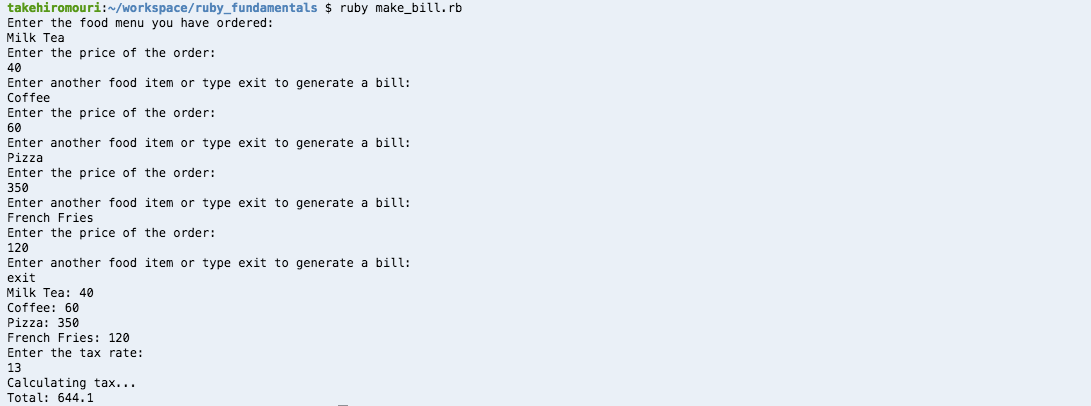 takehiromouri:~/workspace/ruby_fundamentals $ ruby make_bill.rb
Enter the food menu you have ordered:
Milk Tea
Enter the price of the order:
40
Enter another food item or type exit to generate a bill:
Coffee
Enter the price of the order:
60
Enter another food item or type exit to generate a bill:
Pizza
Enter the price of the order:
350
Enter another food item or type exit to generate a bill:
French Fries
Enter the price of the order:
120
Enter another food item or type exit to generate a bill:
exit
Milk Tea: 40
Coffee: 60
Pizza: 350
French Fries: 120
Enter the tax rate:
13
Calculating tax...
Total: 644.1